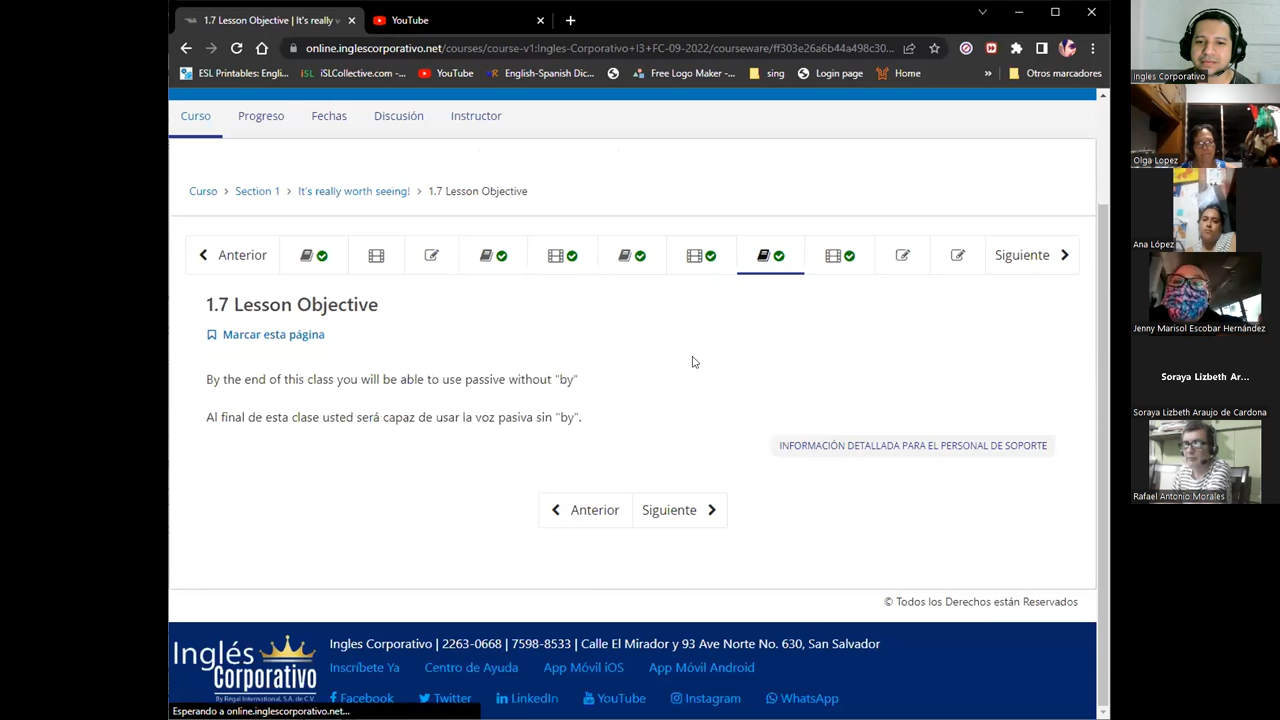 1.7 Lesson Objective | It's really w
YouTube
online.inglescorporativo.net/courses/course-v1:Ingles-Corporativo+I3+FC-09-2022/courseware/ff303e26a6b44a498c30...
ESL Printables: Engli...
iSLCollective.com -...
YouTube
English-Spanish Dic...
Free Logo Maker -...
sing
Login page
Home
»
Otros marcadores
Curso
Progreso
Fechas
Discusión
Instructor
Curso > Section 1 > It's really worth seeing! > 1.7 Lesson Objective
Anterior
Siguiente
1.7 Lesson Objective
Marcar esta página
By the end of this class you will be able to use passive without "by"
Al final de esta clase usted será capaz de usar la voz pasiva sin "by".
INFORMACIÓN DETALLADA PARA EL PERSONAL DE SOPORTE
Anterior
Siguiente
© Todos los Derechos están Reservados
Inglés
Corporativo
By Regal International, S.A. de C.V.
Ingles Corporativo | 2263-0668 | 7598-8533 | Calle El Mirador y 93 Ave Norte No. 630, San Salvador
Inscríbete Ya
Centro de Ayuda
App Móvil iOS
App Móvil Android
Facebook
Twitter
LinkedIn
YouTube
Instagram
WhatsApp
Esperando a online.inglescorporativo.net...
Ingles Corporativo
Olga Lopez
Ana López
Jenny Marisol Escobar Hernández
Soraya Lizbeth Ar...
Soraya Lizbeth Araujo de Cardona
Rafael Antonio Morales